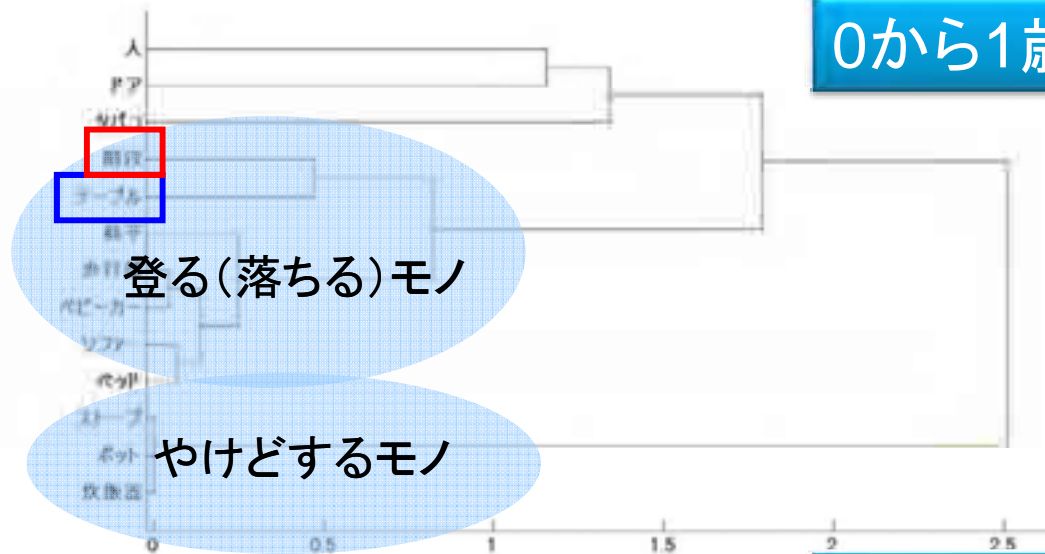 0から1歳
人
ドア
タバコ
階段
テーブル
椅子
登る(落ちる)モノ
ベビーカー
ソファ
ベッド
ストーブ
ポット
やけどするモノ
炊飯器
0 0.5 1 1.5 2 2.5